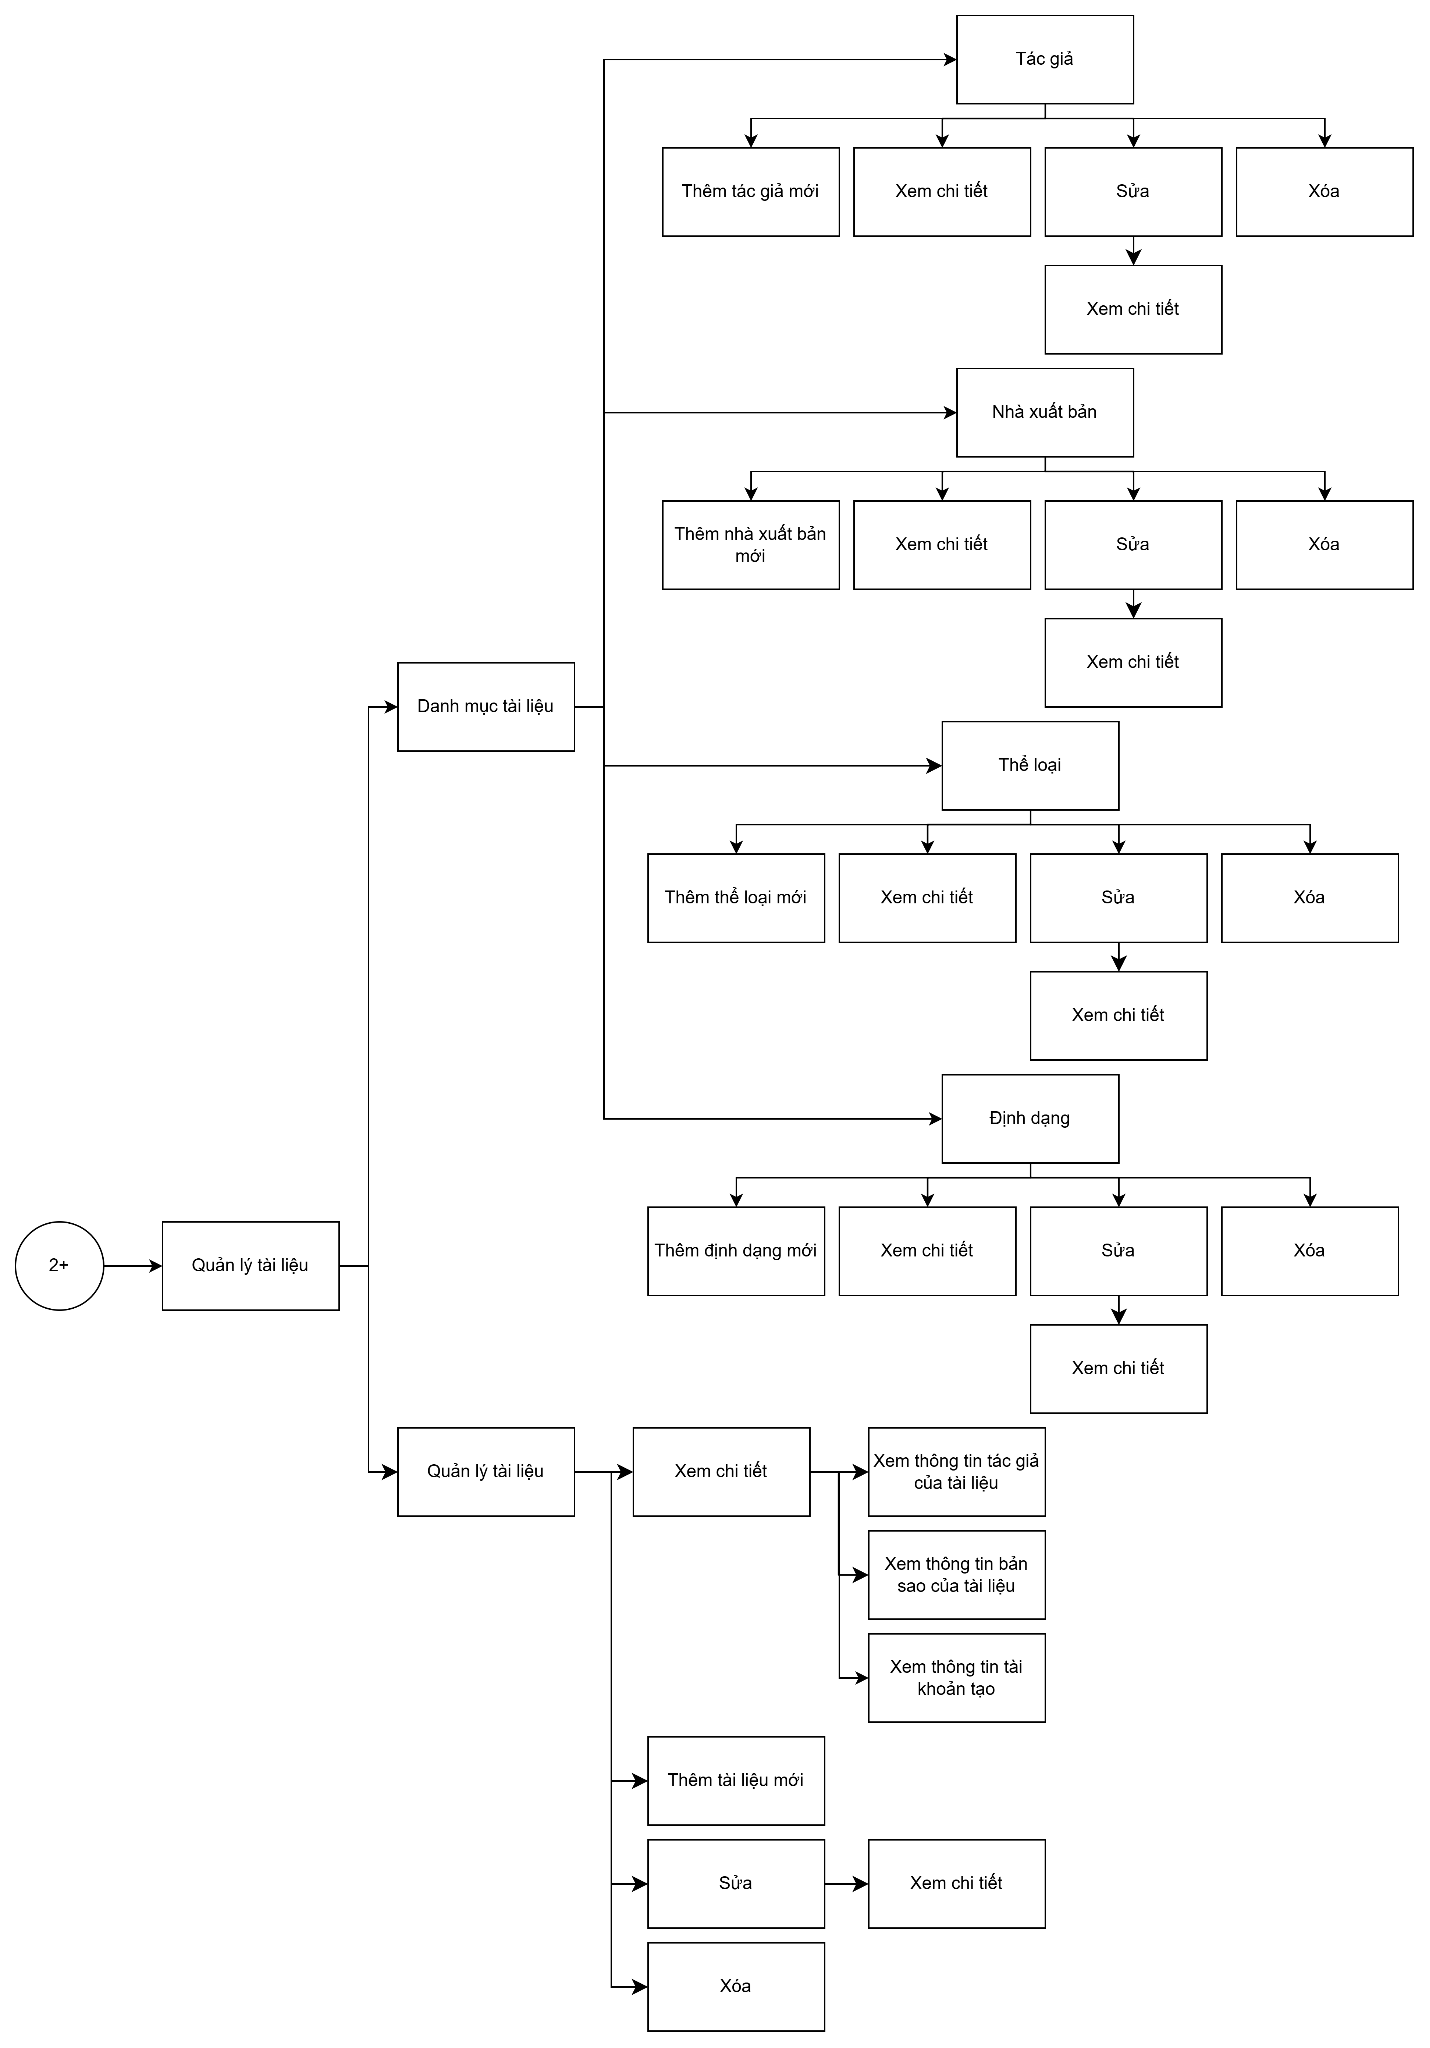 Tác giả
Thêm tác giả mới
Xem chi tiết
Sửa
Xóa
Xem chi tiết
Nhà xuất bản
Thêm nhà xuất bản
mới
Xem chi tiết
Sửa
Xóa
Xem chi tiết
Danh mục tài liệu
Thể loại
Thêm thể loại mới
Xem chi tiết
Sửa
Xóa
Xem chi tiết
Định dạng
Thêm định dạng mới
Xem chi tiết
Sửa
Xóa
Xem chi tiết
2+
Quản lý tài liệu
Quản lý tài liệu
Xem chi tiết
Xem thông tin tác giả
của tài liệu
Xem thông tin bản
sao của tài liệu
Xem thông tin tài
khoản tạo
Thêm tài liệu mới
Sửa
Xem chi tiết
Xóa